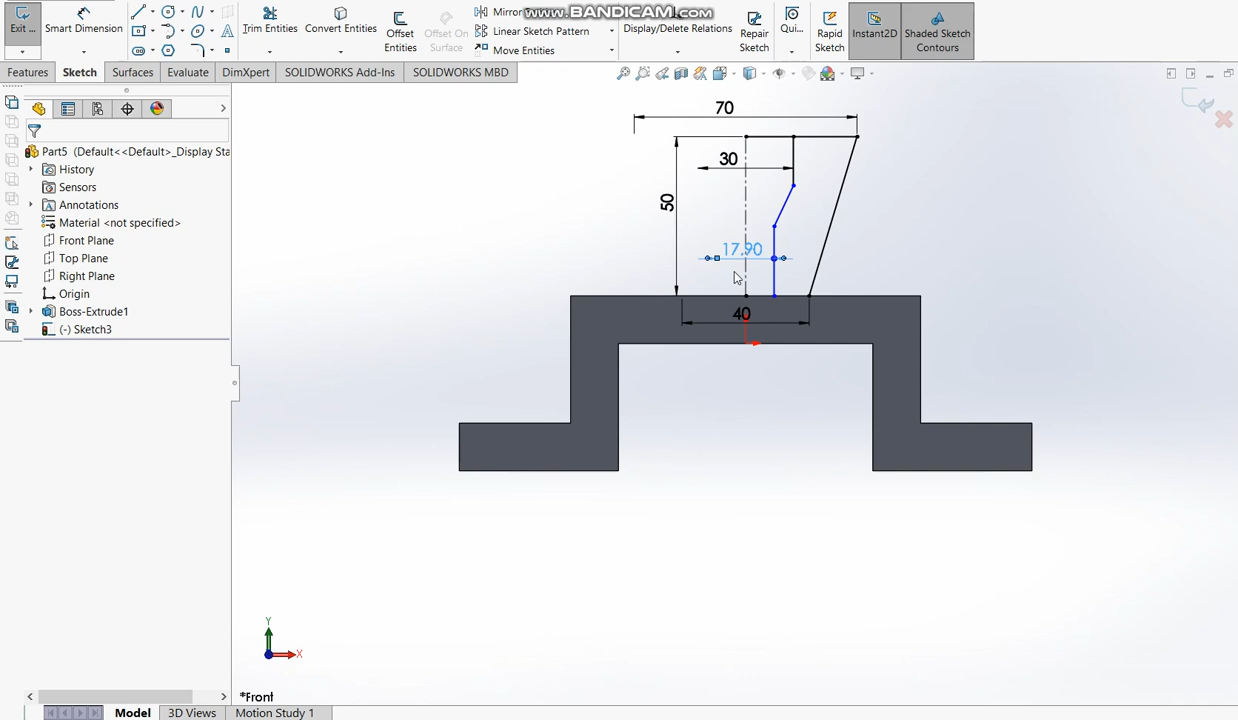 www.BANDICAM.com
Exit ...
Smart Dimension
Trim Entities
Convert Entities
Offset Entities
Offset On Surface
Linear Sketch Pattern
Move Entities
Display/Delete Relations
Repair Sketch
Qui...
Rapid Sketch
Instant2D
Shaded Sketch Contours
Features
Sketch
Surfaces
Evaluate
DimXpert
SOLIDWORKS Add-Ins
SOLIDWORKS MBD
Part5 (Default<<Default>_Display Sta
History
Sensors
Annotations
Material <not specified>
Front Plane
Top Plane
Right Plane
Origin
Boss-Extrude1
(-) Sketch3
70
30
50
17.90
40
Y
X
*Front
Model
3D Views
Motion Study 1